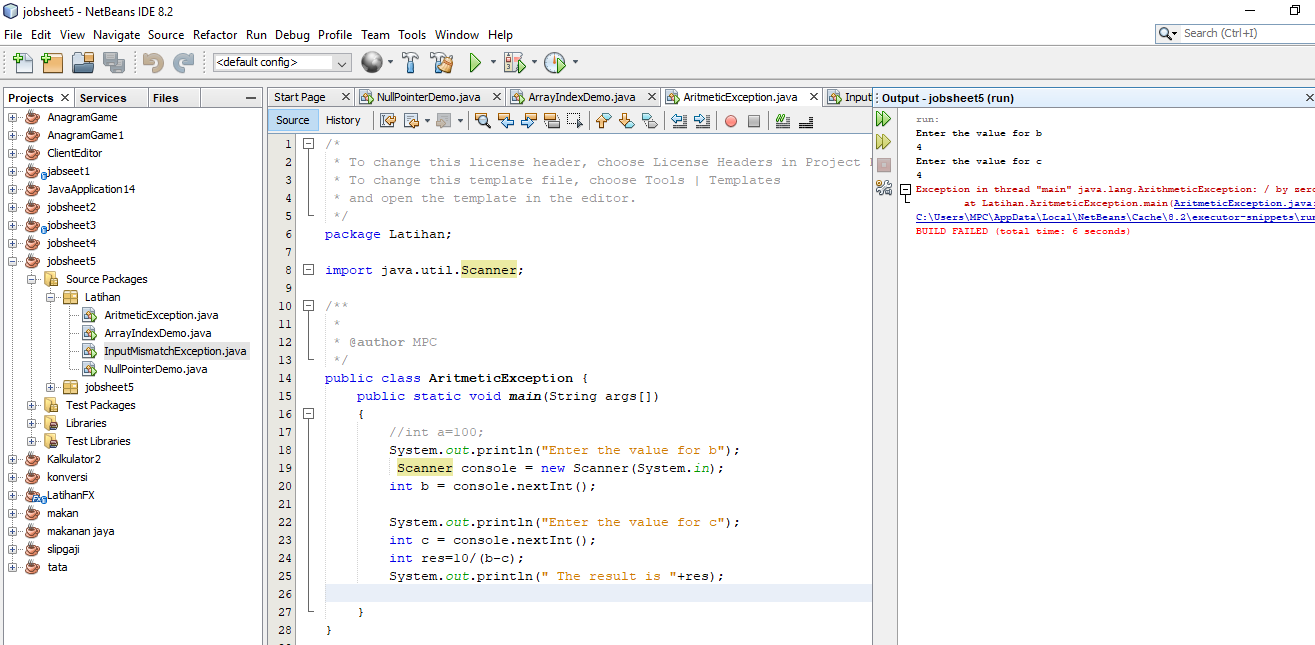 jobsheet5 - NetBeans IDE 8.2
File Edit View Navigate Source Refactor Run Debug Profile Team Tools Window Help
Search (Ctrl+I)
<default config>
Projects Services Files
AnagramGame
AnagramGame1
ClientEditor
jabseet1
JavaApplication14
jobsheet2
jobsheet3
jobsheet4
jobsheet5
Source Packages
Latihan
AritmeticException.java
ArrayIndexDemo.java
InputMismatchException.java
NullPointerDemo.java
jobsheet5
Test Packages
Libraries
Test Libraries
Kalkulator2
konversi
LatihanFX
makan
makanan jaya
slipgaji
tata
Start Page NullPointerDemo.java ArrayIndexDemo.java AritmeticException.java Input
Source History
1 /*
2 * To change this license header, choose License Headers in Project
3 * To change this template file, choose Tools | Templates
4 * and open the template in the editor.
5 */
6 package Latihan;
7
8 import java.util.Scanner;
9
10 /**
11 *
12 * @author MPC
13 */
14 public class AritmeticException {
15 public static void main(String args[])
16 {
17 //int a=100;
18 System.out.println("Enter the value for b");
19 Scanner console = new Scanner(System.in);
20 int b = console.nextInt();
21
22 System.out.println("Enter the value for c");
23 int c = console.nextInt();
24 int res=10/(b-c);
25 System.out.println(" The result is "+res);
26
27 }
28 }
Output - jobsheet5 (run)
run:
Enter the value for b
4
Enter the value for c
4
Exception in thread "main" java.lang.ArithmeticException: / by zero
at Latihan.AritmeticException.main(AritmeticException.java:
C:\Users\MPC\AppData\Local\NetBeans\Cache\8.2\executor-snippets\run
BUILD FAILED (total time: 6 seconds)